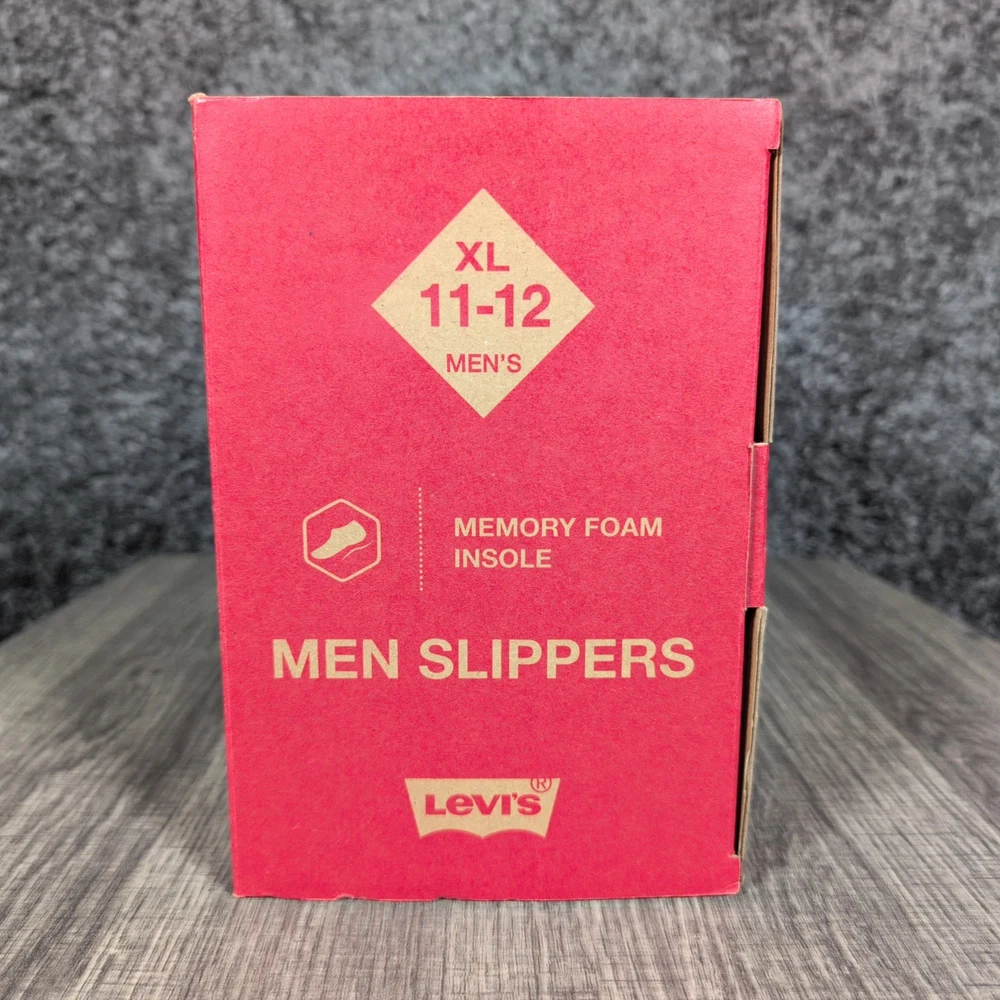 XL
11-12
MEN'S
MEMORY FOAM
INSOLE
MEN SLIPPERS
Levi's®